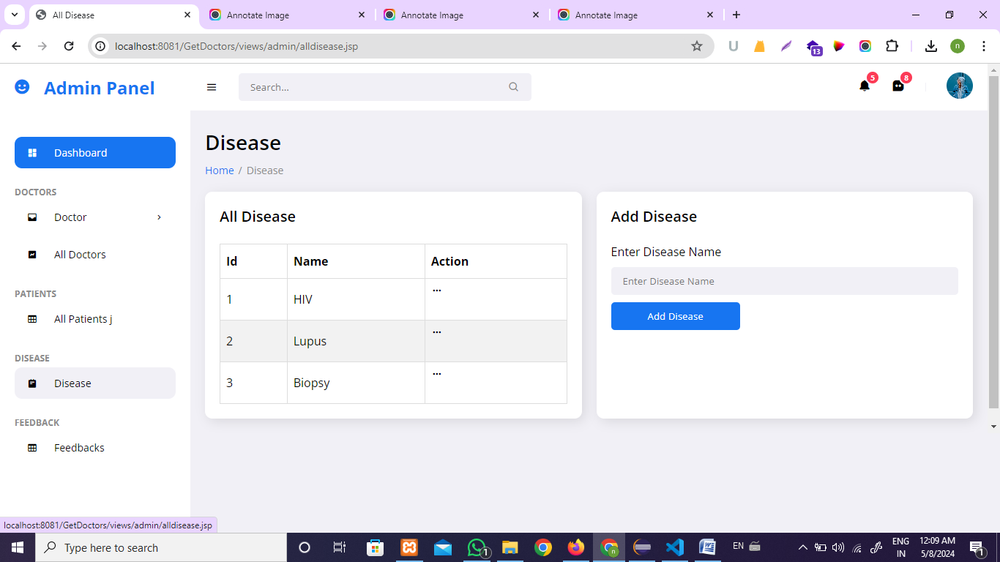 All Disease
Annotate Image
Annotate Image
Annotate Image
localhost:8081/GetDoctors/views/admin/alldisease.jsp
U
13
n
Admin Panel
Search...
5
8
Dashboard
DOCTORS
Doctor
All Doctors
PATIENTS
All Patients j
DISEASE
Disease
FEEDBACK
Feedbacks
Disease
Home / Disease
All Disease
Id Name Action
1 HIV ...
2 Lupus ...
3 Biopsy ...
Add Disease
Enter Disease Name
Enter Disease Name
Add Disease
localhost:8081/GetDoctors/views/admin/alldisease.jsp
Type here to search
1
n
EN
ENG
IN
12:09 AM
5/8/2024
1